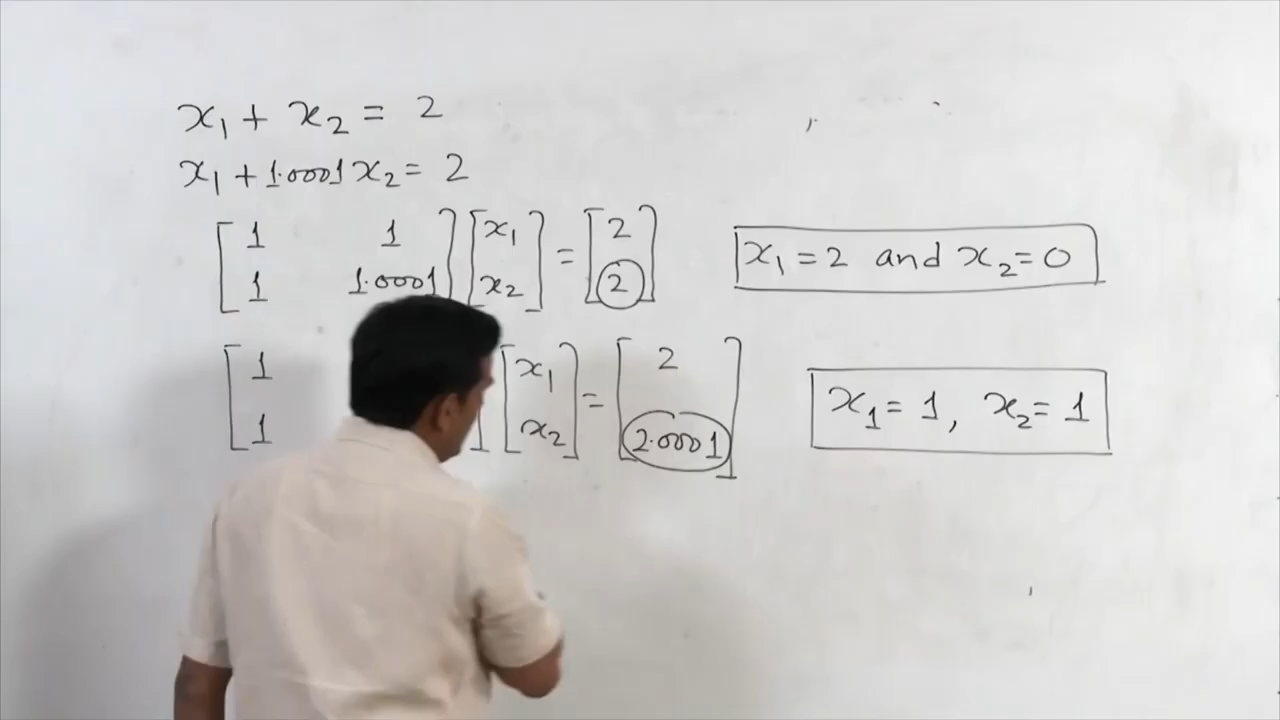 x₁ + x₂ = 2
x₁ + 1.0001 x₂ = 2
[1 1] [x₁] = [2] x₁ = 2 and x₂ = 0
[1 1.0001] [x₂] [2]
[1 [x₁] = [2] x₁ = 1, x₂ = 1
[1 [x₂] [2.0001]